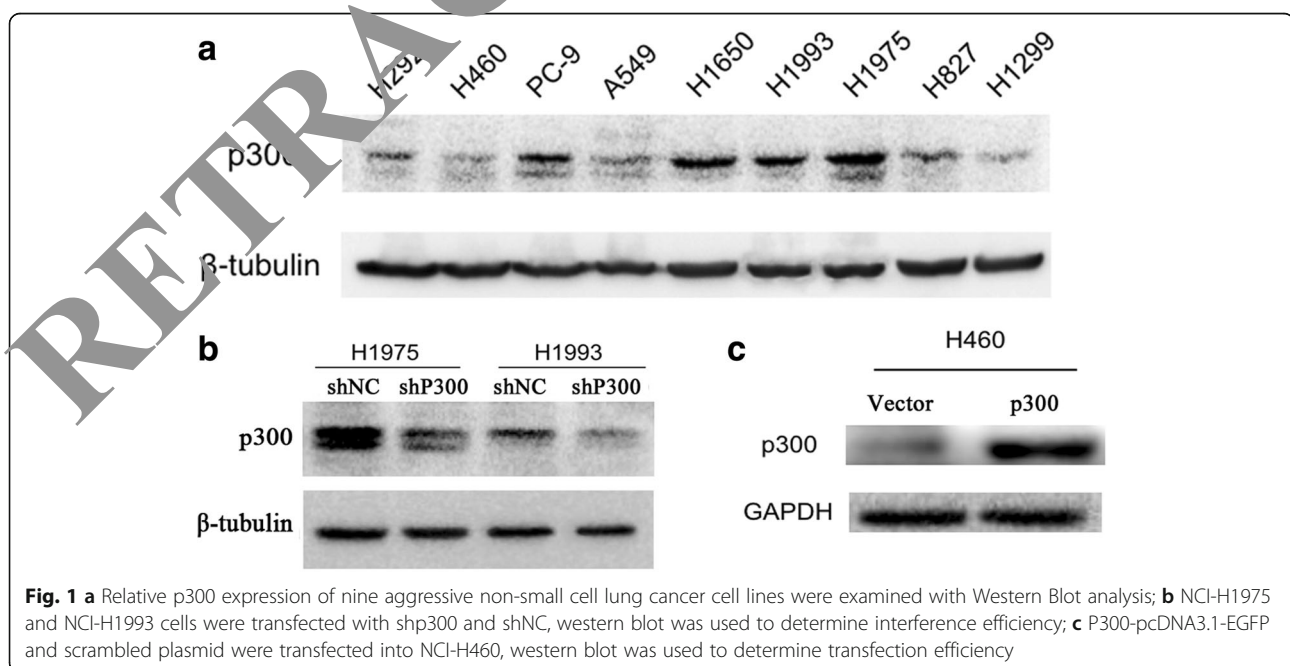 RETRAC
a
H292 H460 PC-9 A549 H1650 H1993 H1975 H827 H1299
p300
β-tubulin
b
H1975 H1993
shNC shP300 shNC shP300
p300
β-tubulin
c
H460
Vector p300
p300
GAPDH
Fig. 1 a Relative p300 expression of nine aggressive non-small cell lung cancer cell lines were examined with Western Blot analysis; b NCI-H1975
and NCI-H1993 cells were transfected with shp300 and shNC, western blot was used to determine interference efficiency; c P300-pcDNA3.1-EGFP
and scrambled plasmid were transfected into NCI-H460, western blot was used to determine transfection efficiency